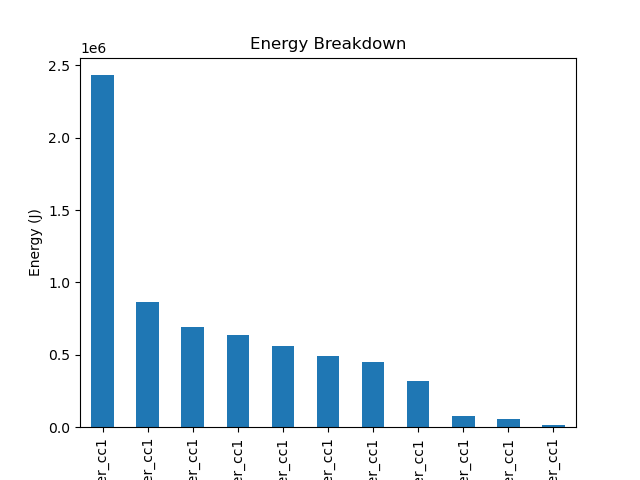 Energy Breakdown
1e6
Energy (J)
2.5
2.0
1.5
1.0
0.5
0.0
er_cc1
er_cc1
er_cc1
er_cc1
er_cc1
er_cc1
er_cc1
er_cc1
er_cc1
er_cc1
er_cc1